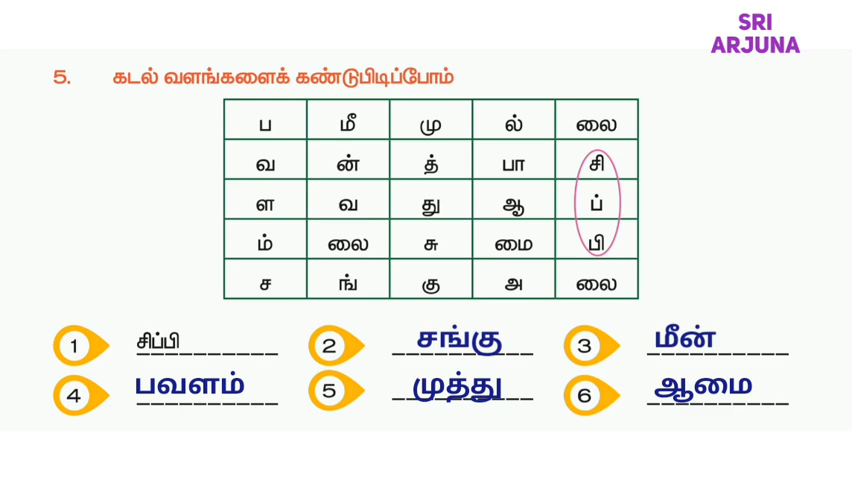 SRI
ARJUNA
5. கடல் வளங்களைக் கண்டுபிடிப்போம்
ப மீ மு ல் லை
வ ன் த் பா சி
ள வ து ஆ ப்
ம் லை சு மை பி
ச ங் கு அ லை
1 சிப்பி 2 சங்கு 3 மீன்
4 பவளம் 5 முத்து 6 ஆமை